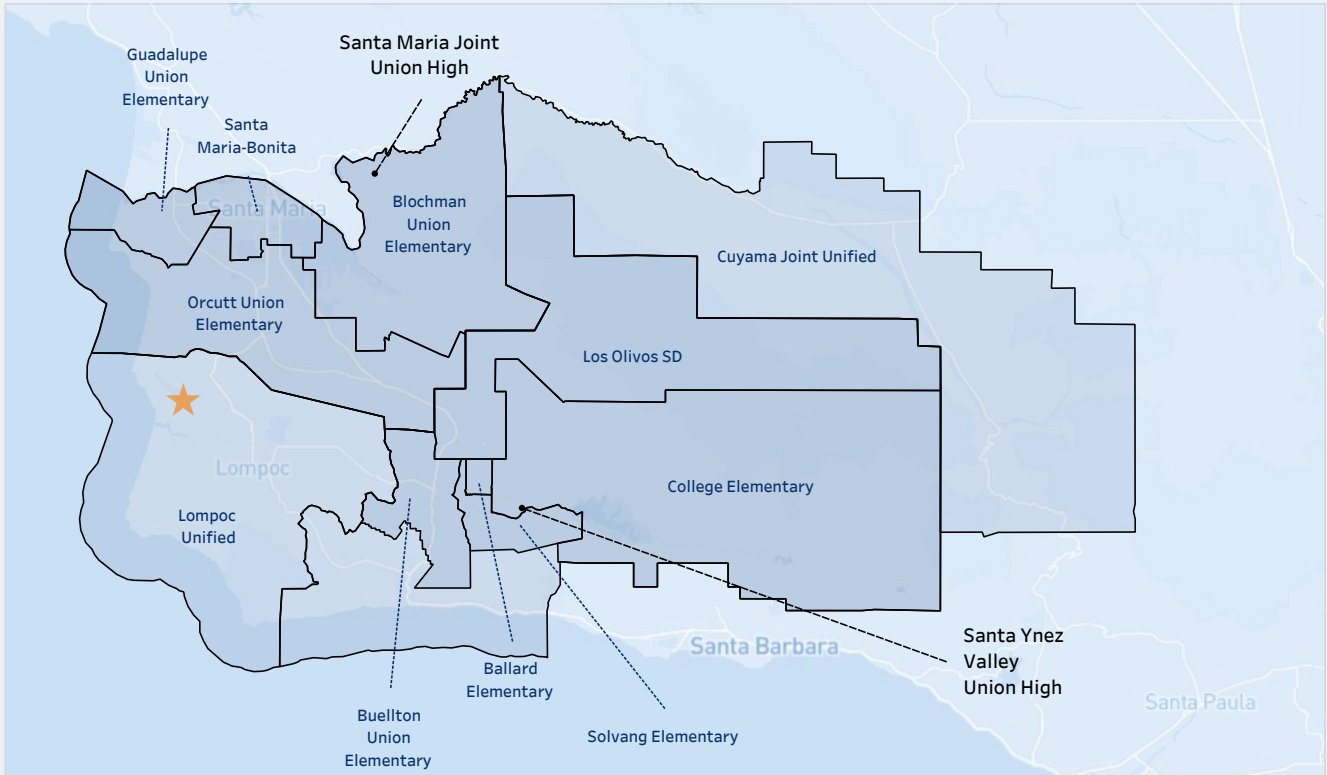 Santa Maria Joint
Union High
Guadalupe
Union
Elementary
Santa
Maria-Bonita
Santa Maria
Blochman
Union
Elementary
Cuyama Joint Unified
Orcutt Union
Elementary
Los Olivos SD
Lompoc
College Elementary
Lompoc
Unified
Santa Barbara
Santa Ynez
Valley
Union High
Ballard
Elementary
Santa Paula
Buellton
Union
Elementary
Solvang Elementary